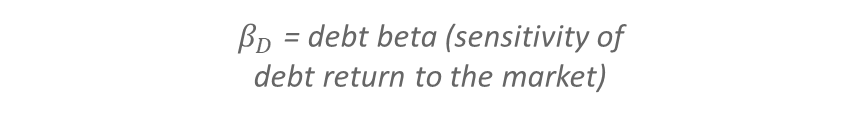 β_D = debt beta (sensitivity of
debt return to the market)